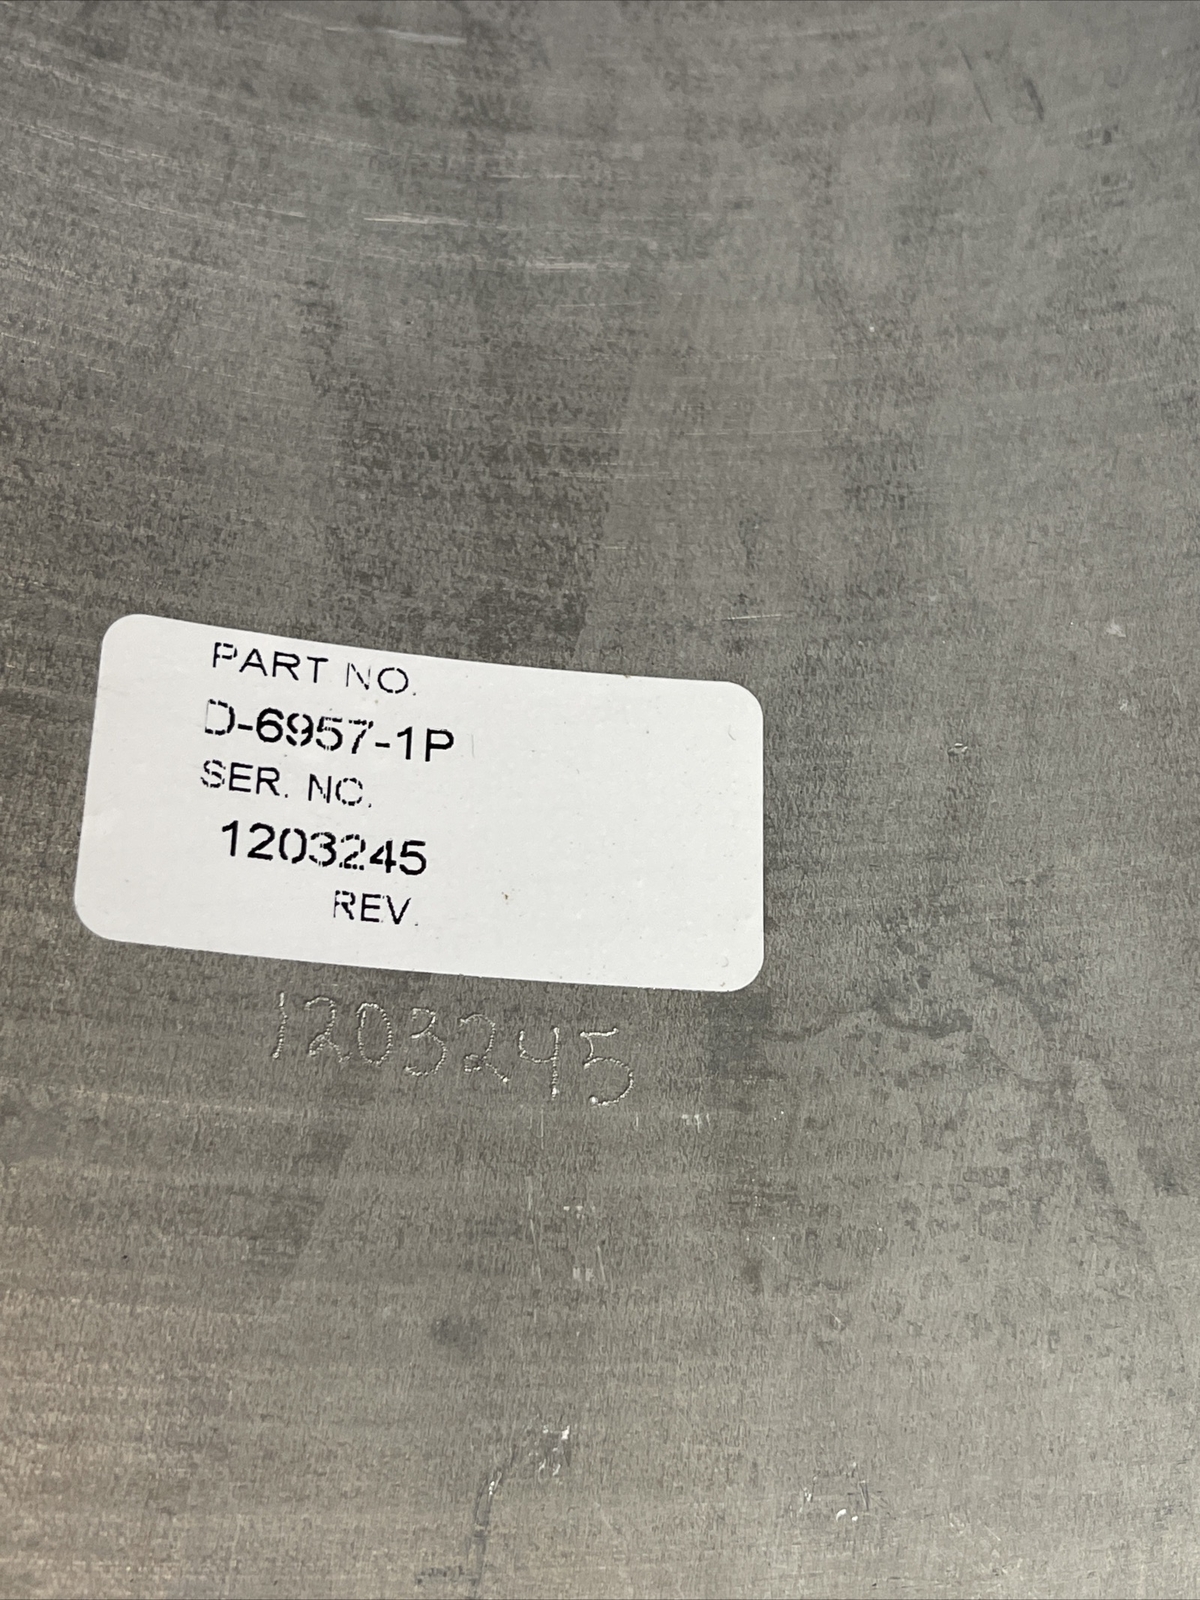 PART NO.
D-6957-1P
SER. NO.
1203245
REV.
1203245